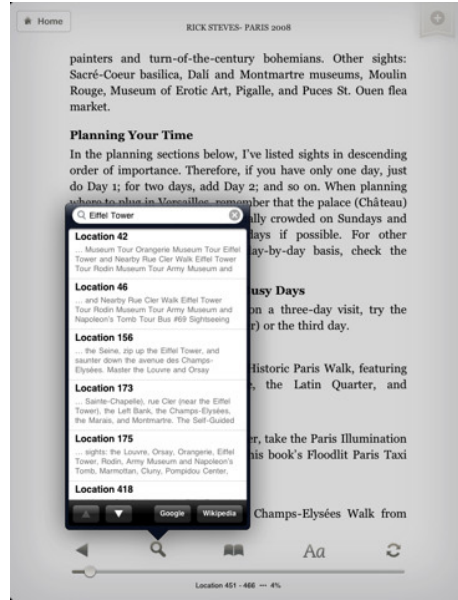 Home
RICK STEVES- PARIS 2008
painters and turn-of-the-century bohemians. Other sights:
Sacré-Coeur basilica, Dalí and Montmartre museums, Moulin
Rouge, Museum of Erotic Art, Pigalle, and Puces St. Ouen flea
market.
Planning Your Time
In the planning sections below, I've listed sights in descending
order of importance. Therefore, if you have only one day, just
do Day 1; for two days, add Day 2; and so on. When planning
where to plug in Versailles, remember that the palace (Château)
ally crowded on Sundays and
days if possible. For other
day-by-day basis, check the
usy Days
on a three-day visit, try the
r) or the third day.
Historic Paris Walk, featuring
e, the Latin Quarter, and
er, take the Paris Illumination
his book's Floodlit Paris Taxi
Champs-Elysées Walk from
Eiffel Tower
Location 42
... Museum Tour Orangerie Museum Tour Eiffel
Tower and Nearby Rue Cler Walk Eiffel Tower
Tour Rodin Museum Tour Army Museum and
Location 46
... and Nearby Rue Cler Walk Eiffel Tower
Tour Rodin Museum Tour Army Museum and
Napoleon's Tomb Tour Bus #69 Sightseeing
Location 156
... the Seine, zip up the Eiffel Tower, and
saunter down the avenue des Champs-
Elysées. Master the Louvre and Orsay
Location 173
... Sainte-Chapelle), rue Cler (near the Eiffel
Tower), the Left Bank, the Champs-Elysées,
the Marais, and Montmartre. The Self-Guided
Location 175
... sights: the Louvre, Orsay, Orangerie, Eiffel
Tower, Rodin, Army Museum and Napoleon's
Tomb, Marmottan, Cluny, Pompidou Center,
Location 418
Google
Wikipedia
Aa
Location 451 - 466 ••• 4%